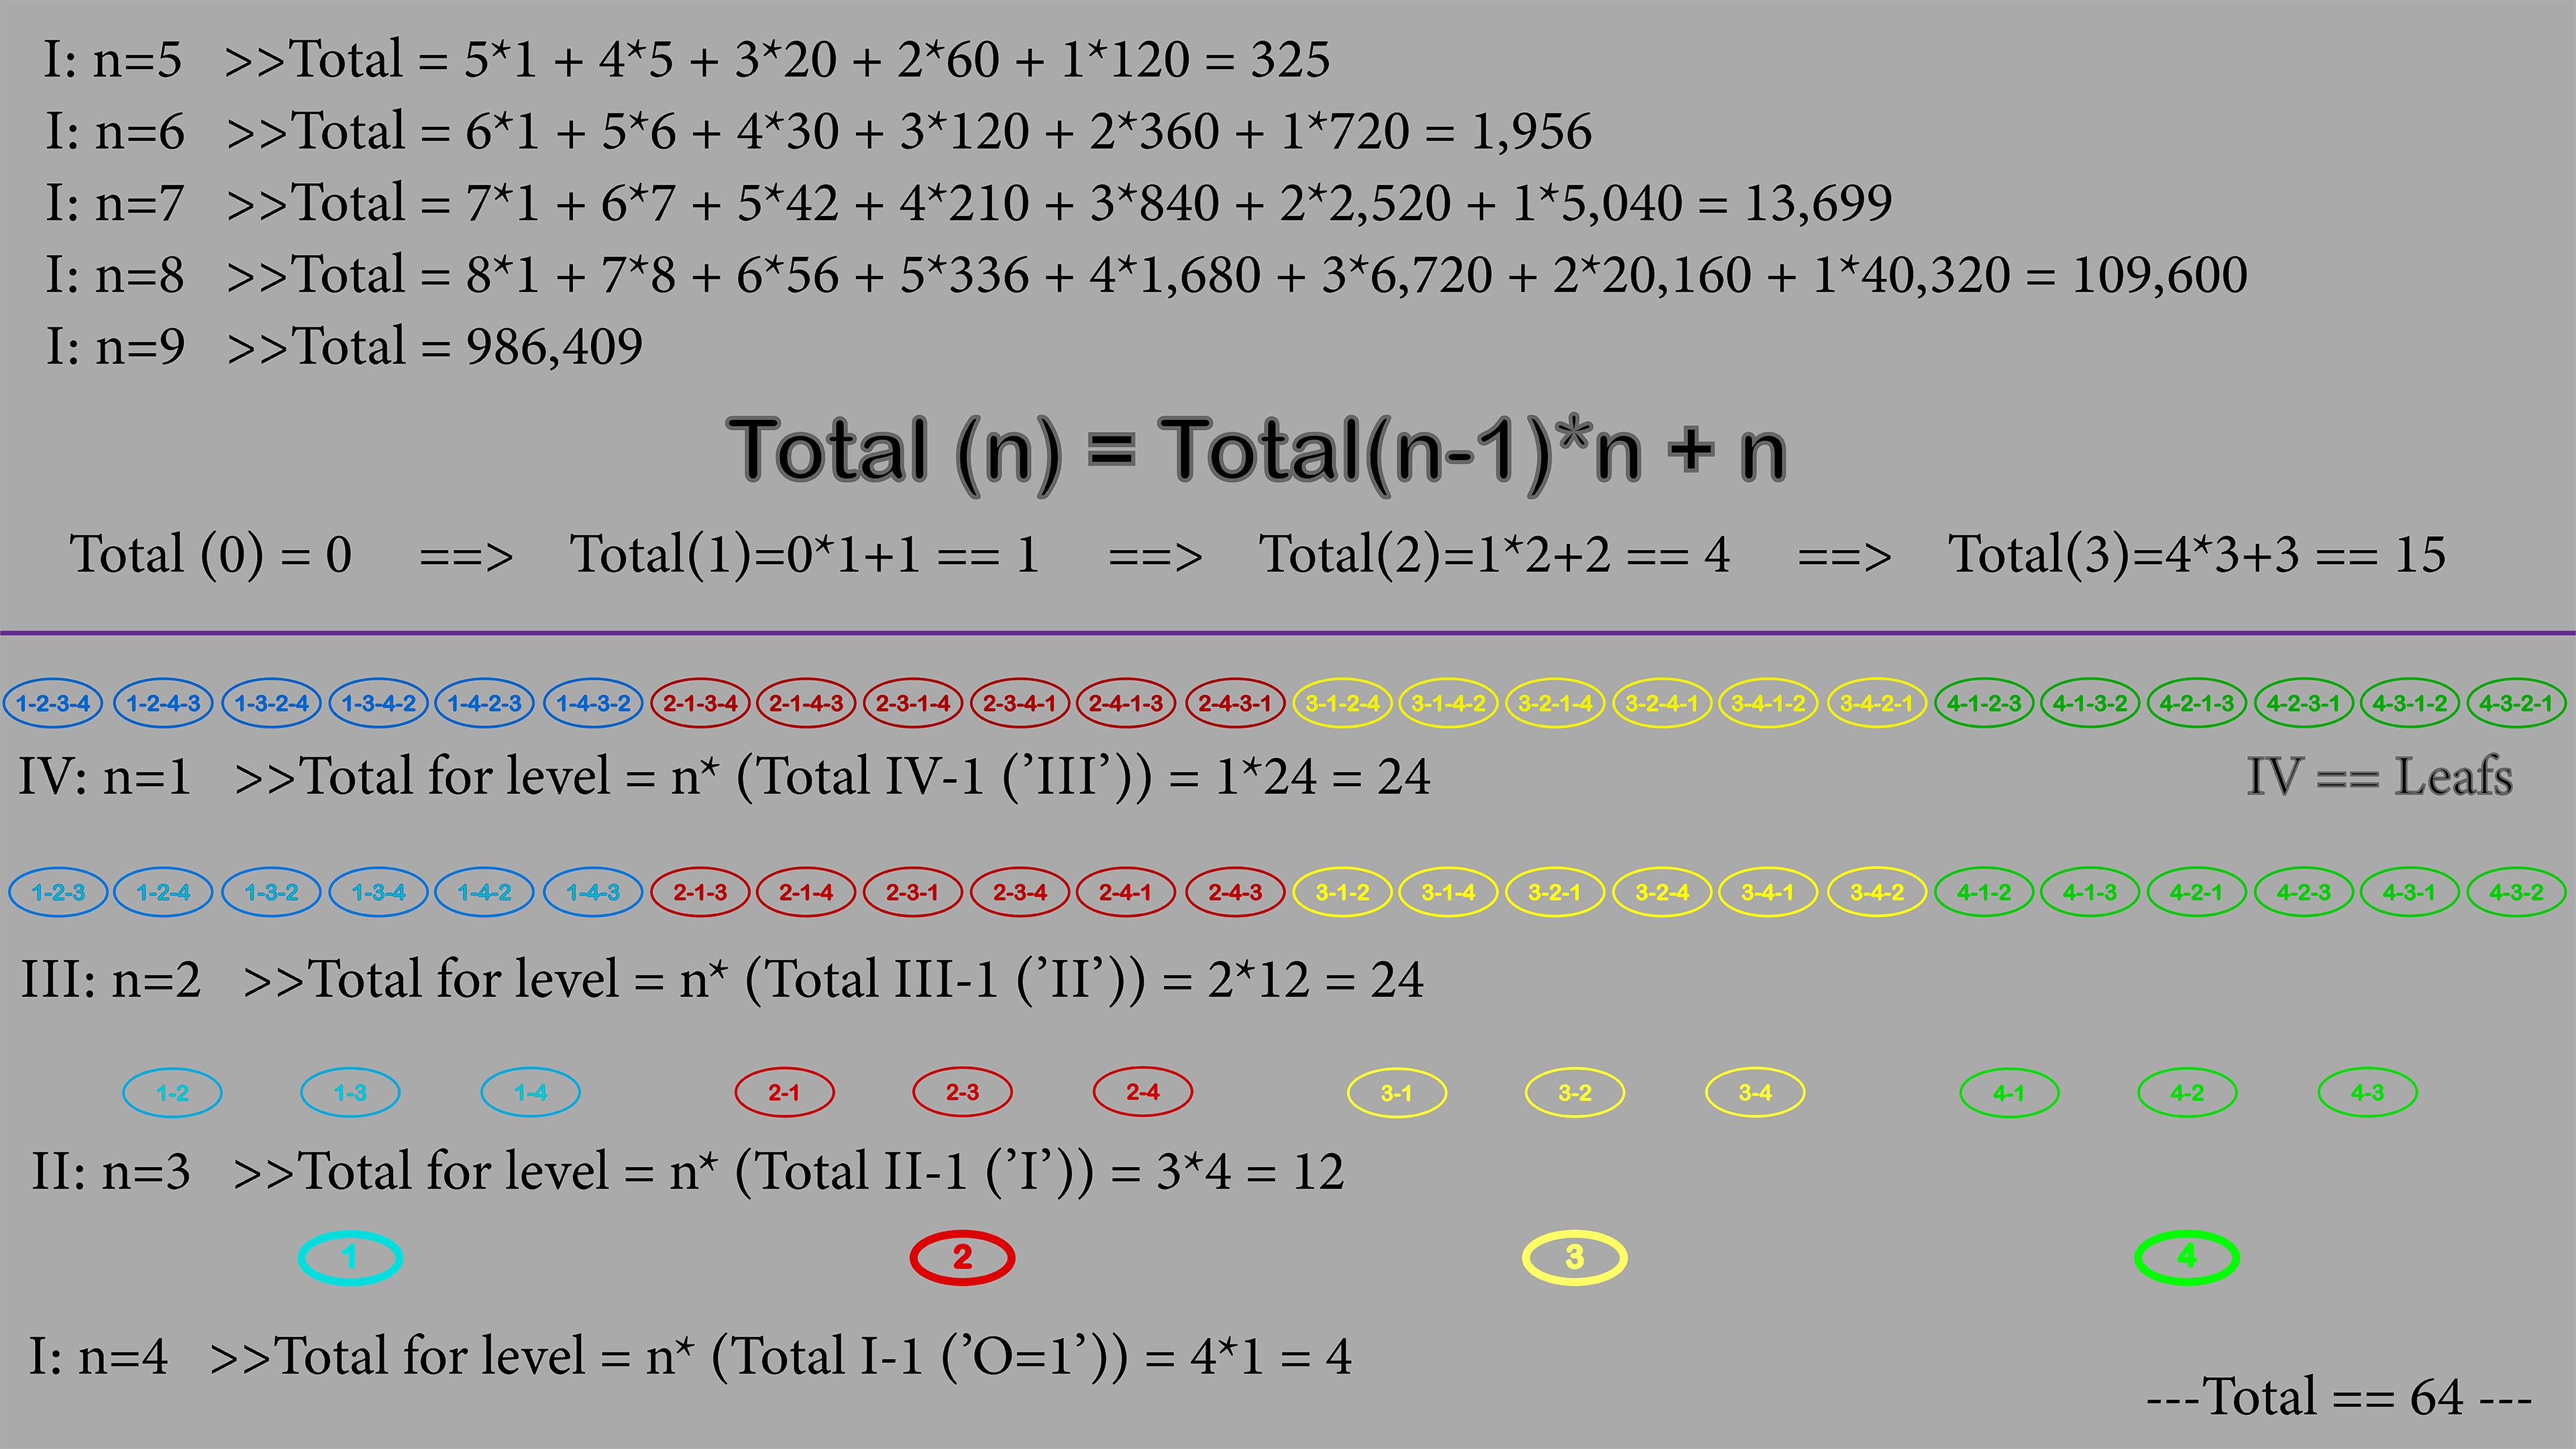 I: n=5 >>Total = 5*1 + 4*5 + 3*20 + 2*60 + 1*120 = 325
I: n=6 >>Total = 6*1 + 5*6 + 4*30 + 3*120 + 2*360 + 1*720 = 1,956
I: n=7 >>Total = 7*1 + 6*7 + 5*42 + 4*210 + 3*840 + 2*2,520 + 1*5,040 = 13,699
I: n=8 >>Total = 8*1 + 7*8 + 6*56 + 5*336 + 4*1,680 + 3*6,720 + 2*20,160 + 1*40,320 = 109,600
I: n=9 >>Total = 986,409
Total (n) = Total(n-1)*n + n
Total (0) = 0 ==> Total(1)=0*1+1 == 1 ==> Total(2)=1*2+2 == 4 ==> Total(3)=4*3+3 == 15
1-2-3-4 1-2-4-3 1-3-2-4 1-3-4-2 1-4-2-3 1-4-3-2 2-1-3-4 2-1-4-3 2-3-1-4 2-3-4-1 2-4-1-3 2-4-3-1 3-1-2-4 3-1-4-2 3-2-1-4 3-2-4-1 3-4-1-2 3-4-2-1 4-1-2-3 4-1-3-2 4-2-1-3 4-2-3-1 4-3-1-2 4-3-2-1
IV: n=1 >>Total for level = n* (Total IV-1 (’III’)) = 1*24 = 24 IV == Leafs
1-2-3 1-2-4 1-3-2 1-3-4 1-4-2 1-4-3 2-1-3 2-1-4 2-3-1 2-3-4 2-4-1 2-4-3 3-1-2 3-1-4 3-2-1 3-2-4 3-4-1 3-4-2 4-1-2 4-1-3 4-2-1 4-2-3 4-3-1 4-3-2
III: n=2 >>Total for level = n* (Total III-1 (’II’)) = 2*12 = 24
1-2 1-3 1-4 2-1 2-3 2-4 3-1 3-2 3-4 4-1 4-2 4-3
II: n=3 >>Total for level = n* (Total II-1 (’I’)) = 3*4 = 12
1 2 3 4
I: n=4 >>Total for level = n* (Total I-1 (’O=1’)) = 4*1 = 4
---Total == 64 ---